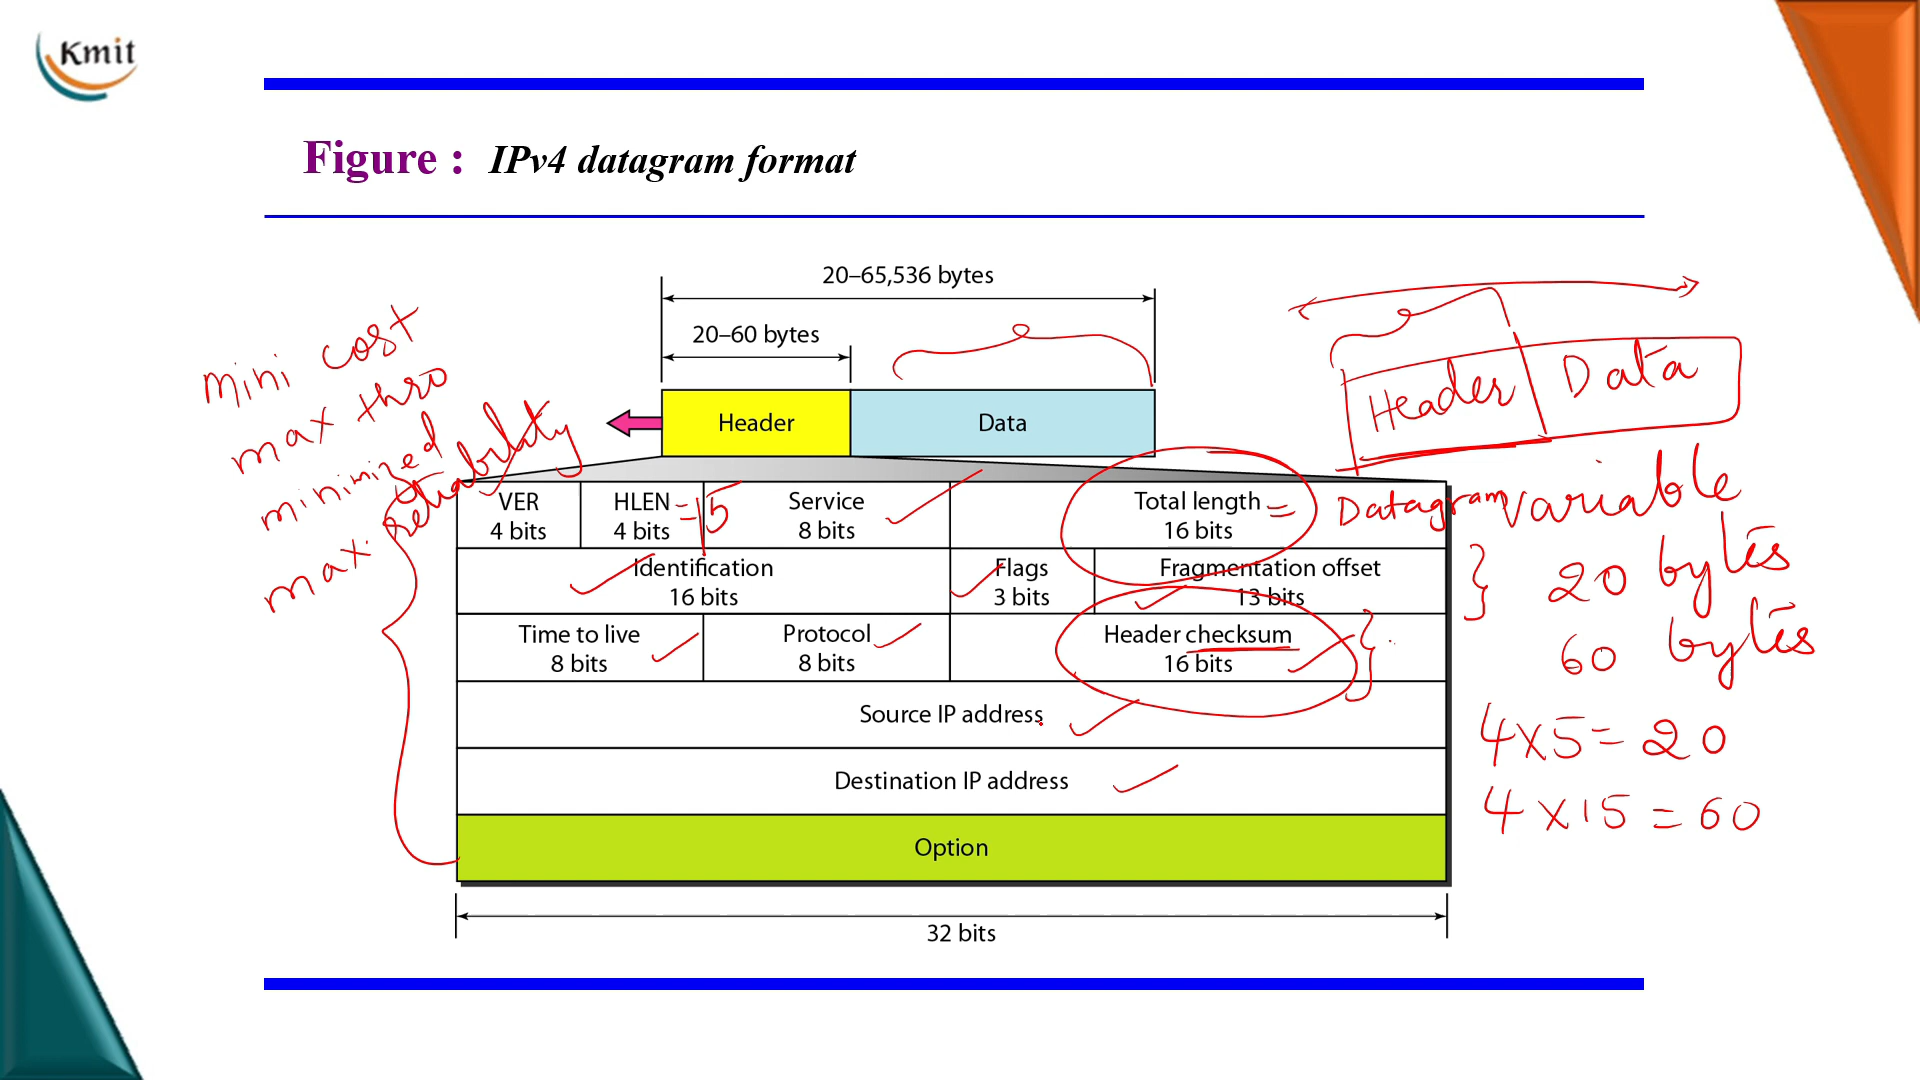 Kmit
Figure : IPv4 datagram format
20–65,536 bytes
20–60 bytes
Header Data
Header Data
mini cost
max thro
minimized
max. reliability
VER
4 bits
HLEN
4 bits
=15
Service
8 bits
Total length
16 bits
= Datagram
variable
Identification
16 bits
Flags
3 bits
Fragmentation offset
13 bits
20 bytes
Time to live
8 bits
Protocol
8 bits
Header checksum
16 bits
60 bytes
Source IP address
4x5=20
Destination IP address
4x15=60
Option
32 bits